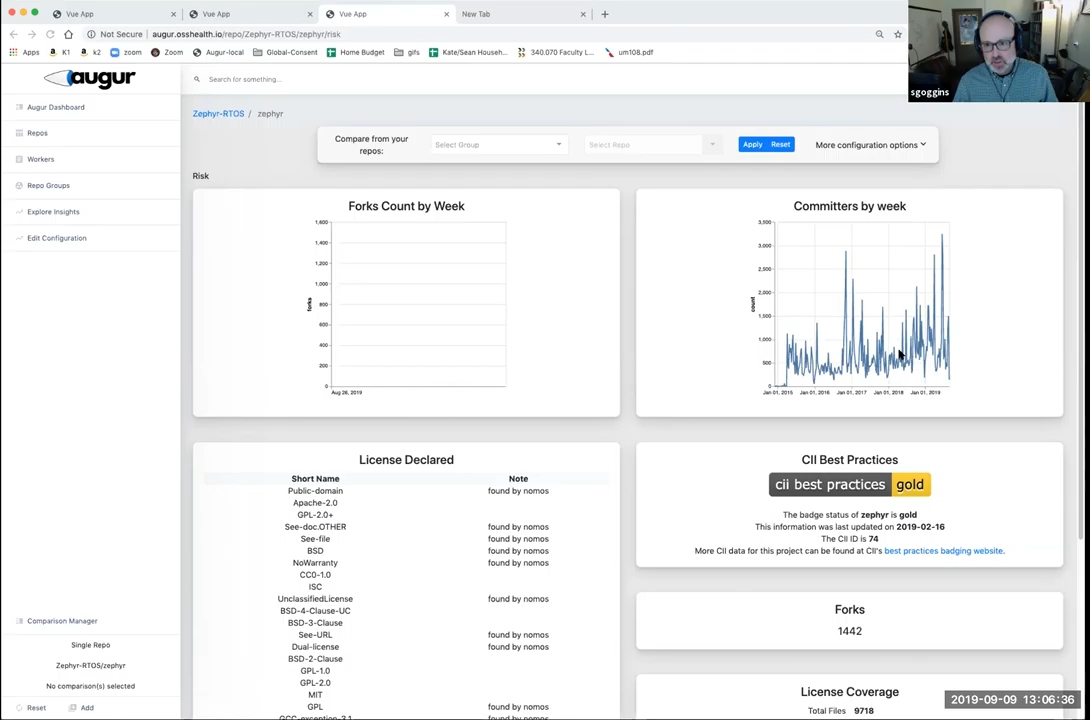 Vue App
Vue App
Vue App
New Tab
Not Secure | augur.osshealth.io/repo/Zephyr-RTOS/zephyr/risk
Apps K1 k2 zoom Zoom Augur-local Global-Consent Home Budget gifs Kate/Sean Househ... 340.070 Faculty L... um108.pdf
sgoggins
augur
Search for something...
Augur Dashboard
Repos
Workers
Repo Groups
Explore Insights
Edit Configuration
Zephyr-RTOS / zephyr
Compare from your
repos:
Select Group
Select Repo
Apply Reset
More configuration options
Risk
Forks Count by Week
1,600
1,400
1,200
1,000
800
600
400
200
0
forks
Aug 26, 2019
Committers by week
3,500
3,000
2,500
2,000
1,500
1,000
500
0
count
Jan 01, 2015 Jan 01, 2016 Jan 01, 2017 Jan 01, 2018 Jan 01, 2019
License Declared
Short Name Note
Public-domain found by nomos
Apache-2.0
GPL-2.0+
See-doc.OTHER found by nomos
See-file found by nomos
BSD found by nomos
NoWarranty found by nomos
CC0-1.0
ISC
UnclassifiedLicense found by nomos
BSD-4-Clause-UC
BSD-3-Clause
See-URL found by nomos
Dual-license found by nomos
BSD-2-Clause
GPL-1.0
GPL-2.0
MIT
GPL found by nomos
GCC-exception-3.1
CII Best Practices
cii best practices gold
The badge status of zephyr is gold
This information was last updated on 2019-02-16
The CII ID is 74
More CII data for this project can be found at CII's best practices badging website.
Forks
1442
License Coverage
Total Files 9718
Comparison Manager
Single Repo
Zephyr-RTOS/zephyr
No comparison(s) selected
Reset Add
2019-09-09 13:06:36